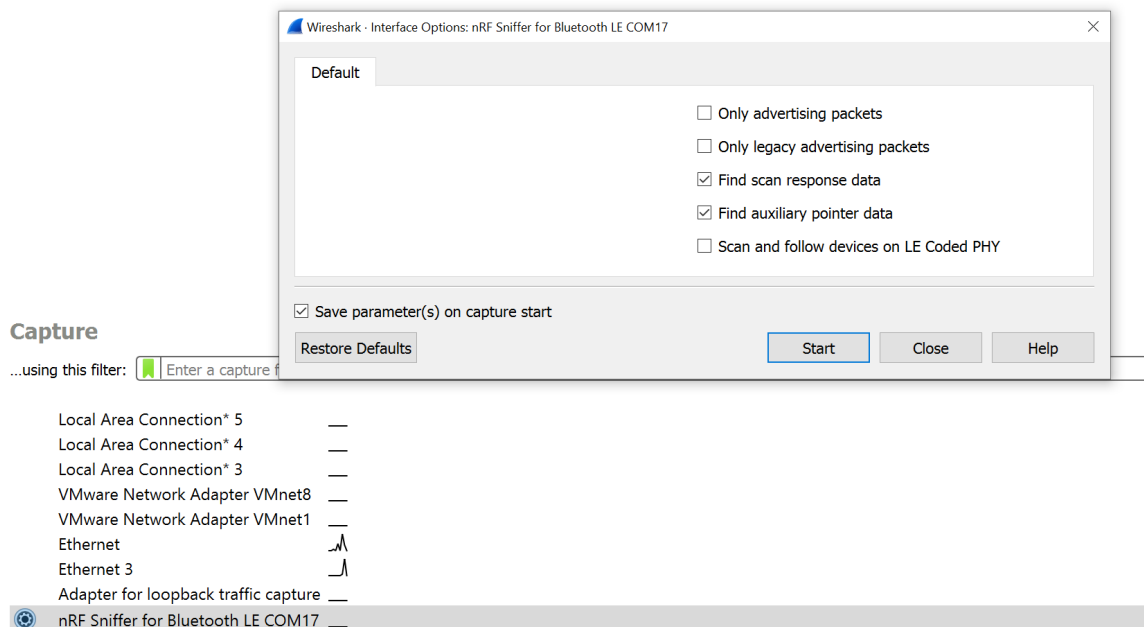 Wireshark · Interface Options: nRF Sniffer for Bluetooth LE COM17
Default
Only advertising packets
Only legacy advertising packets
Find scan response data
Find auxiliary pointer data
Scan and follow devices on LE Coded PHY
Save parameter(s) on capture start
Restore Defaults
Start
Close
Help
Capture
...using this filter:
Enter a capture
Local Area Connection* 5
Local Area Connection* 4
Local Area Connection* 3
VMware Network Adapter VMnet8
VMware Network Adapter VMnet1
Ethernet
Ethernet 3
Adapter for loopback traffic capture
nRF Sniffer for Bluetooth LE COM17